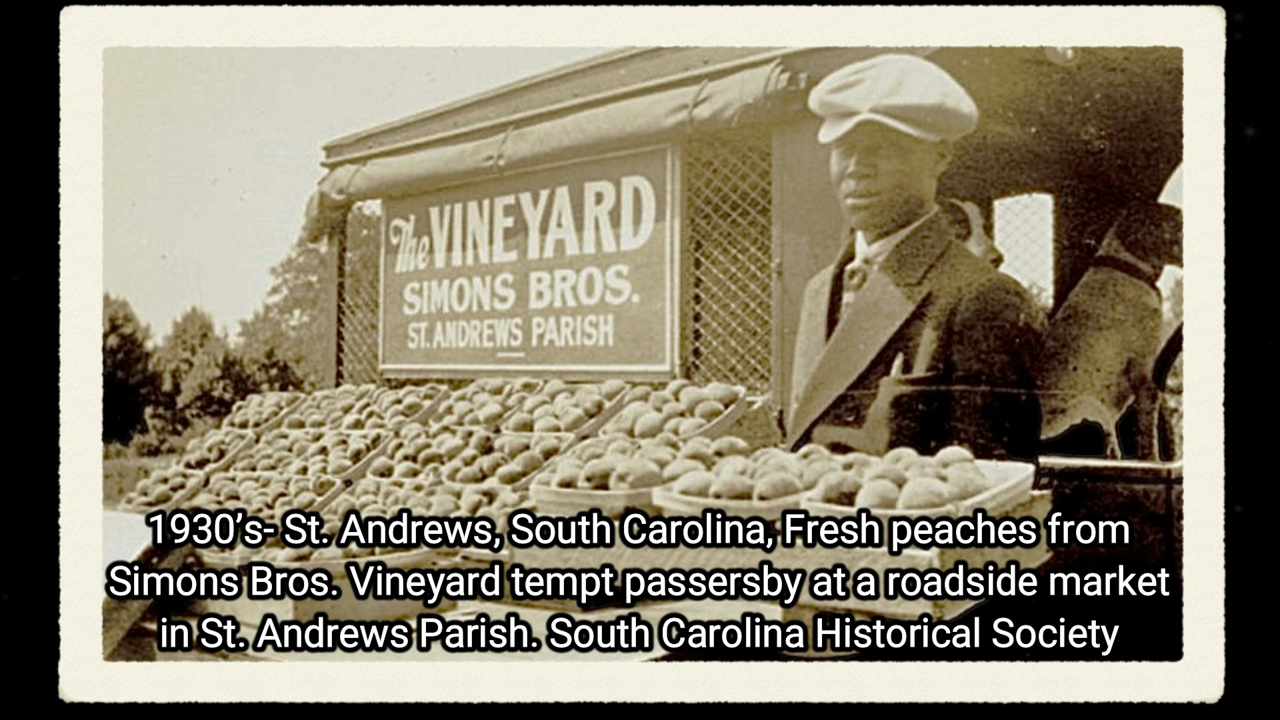 The VINEYARD
SIMONS BROS.
ST. ANDREWS PARISH
1930’s- St. Andrews, South Carolina, Fresh peaches from
Simons Bros. Vineyard tempt passersby at a roadside market
in St. Andrews Parish. South Carolina Historical Society